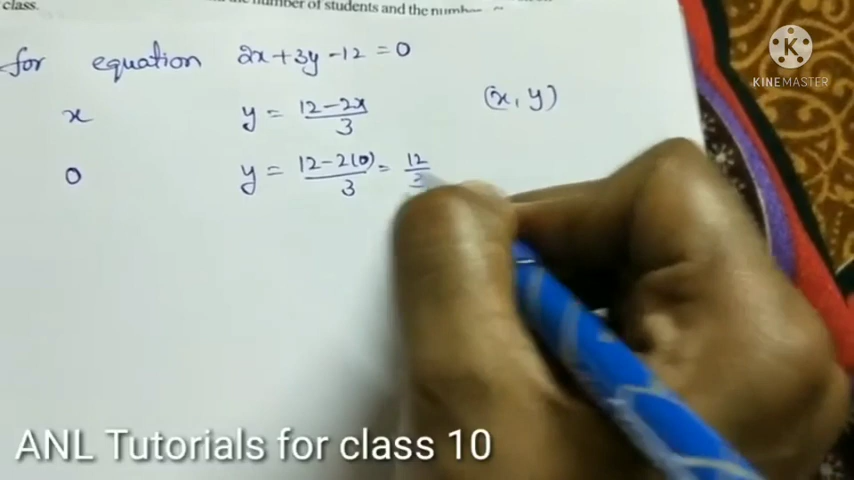 class. number of students and the
for equation 2x+3y-12=0
x y = 12-2x/3 (x, y)
0 y = 12-2(0)/3 = 12/3
KINEMASTER
ANL Tutorials for class 10